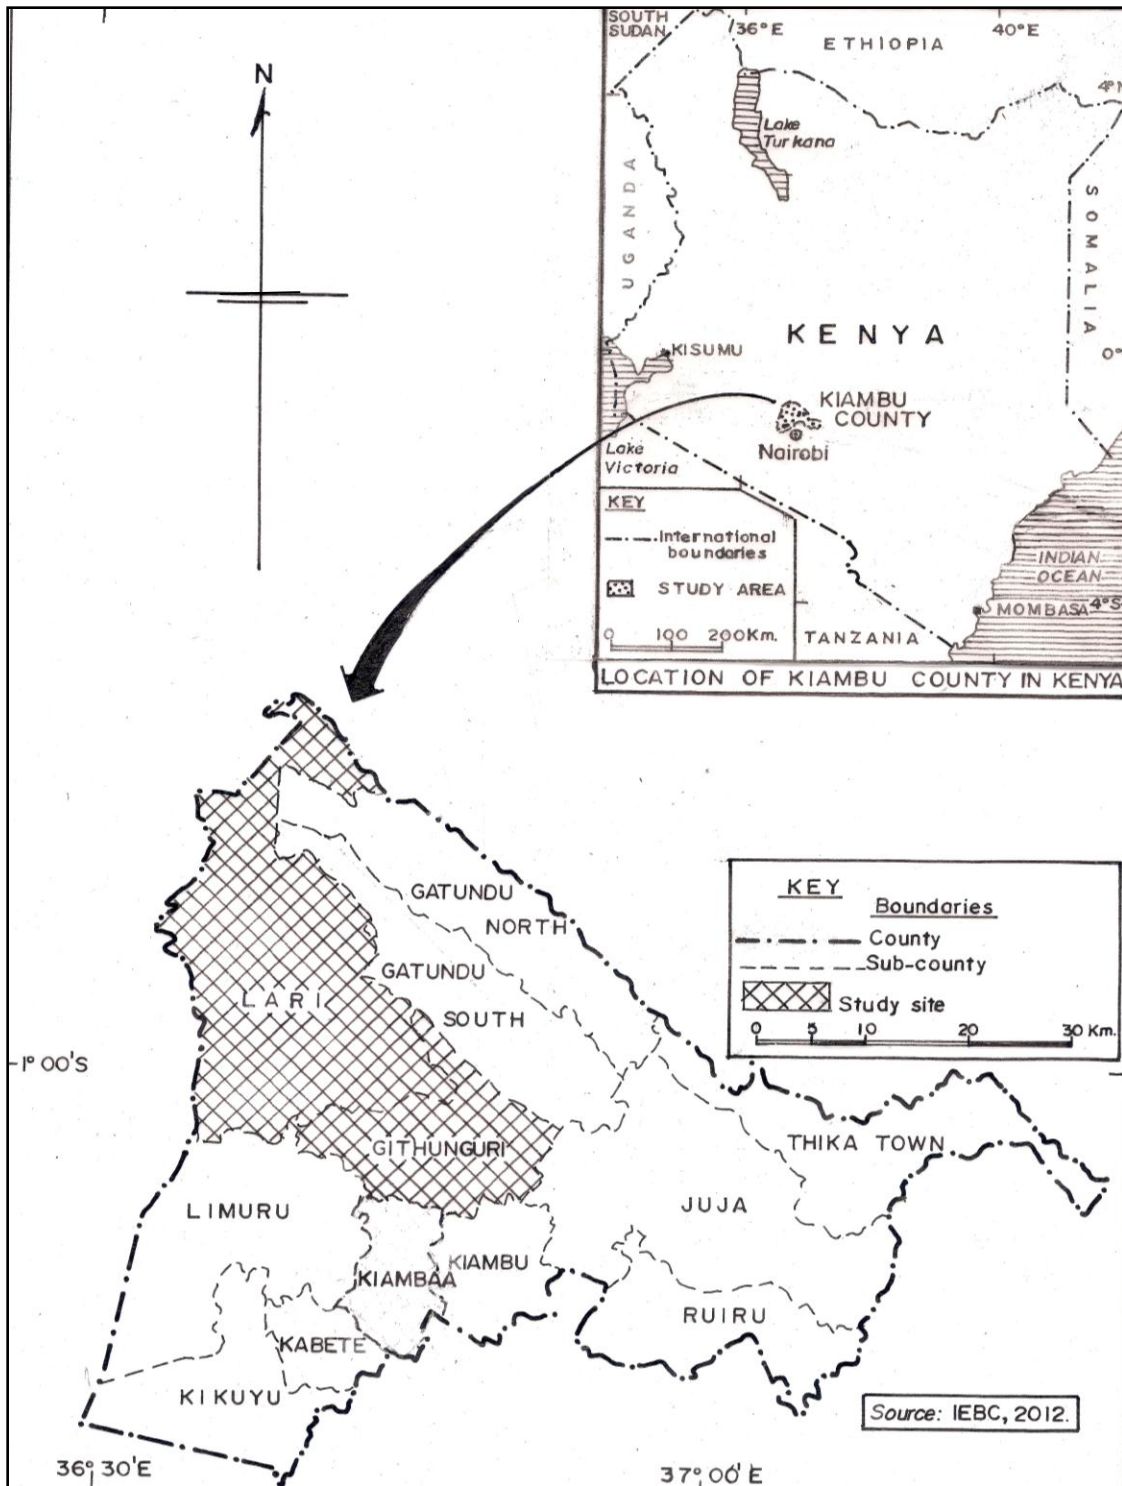 N
SOUTH
SUDAN
36°E
40°E
ETHIOPIA
4°N
Lake
Turkana
UGANDA
SOMALIA
KENYA
0°
KISUMU
KIAMBU
COUNTY
Nairobi
Lake
Victoria
KEY
International
boundaries
STUDY AREA
0 100 200Km.
TANZANIA
INDIAN
OCEAN
MOMBASA
4°S
LOCATION OF KIAMBU COUNTY IN KENYA
GATUNDU
NORTH
GATUNDU
SOUTH
LARI
KEY
Boundaries
County
Sub-county
Study site
0 5 10 20 30 Km.
1° 00'S
GITHUNGURI
THIKA TOWN
LIMURU
JUJA
KIAMBU
KIAMBAA
RUIRU
KABETE
KIKUYU
Source: IEBC, 2012.
36° 30'E
37° 00' E